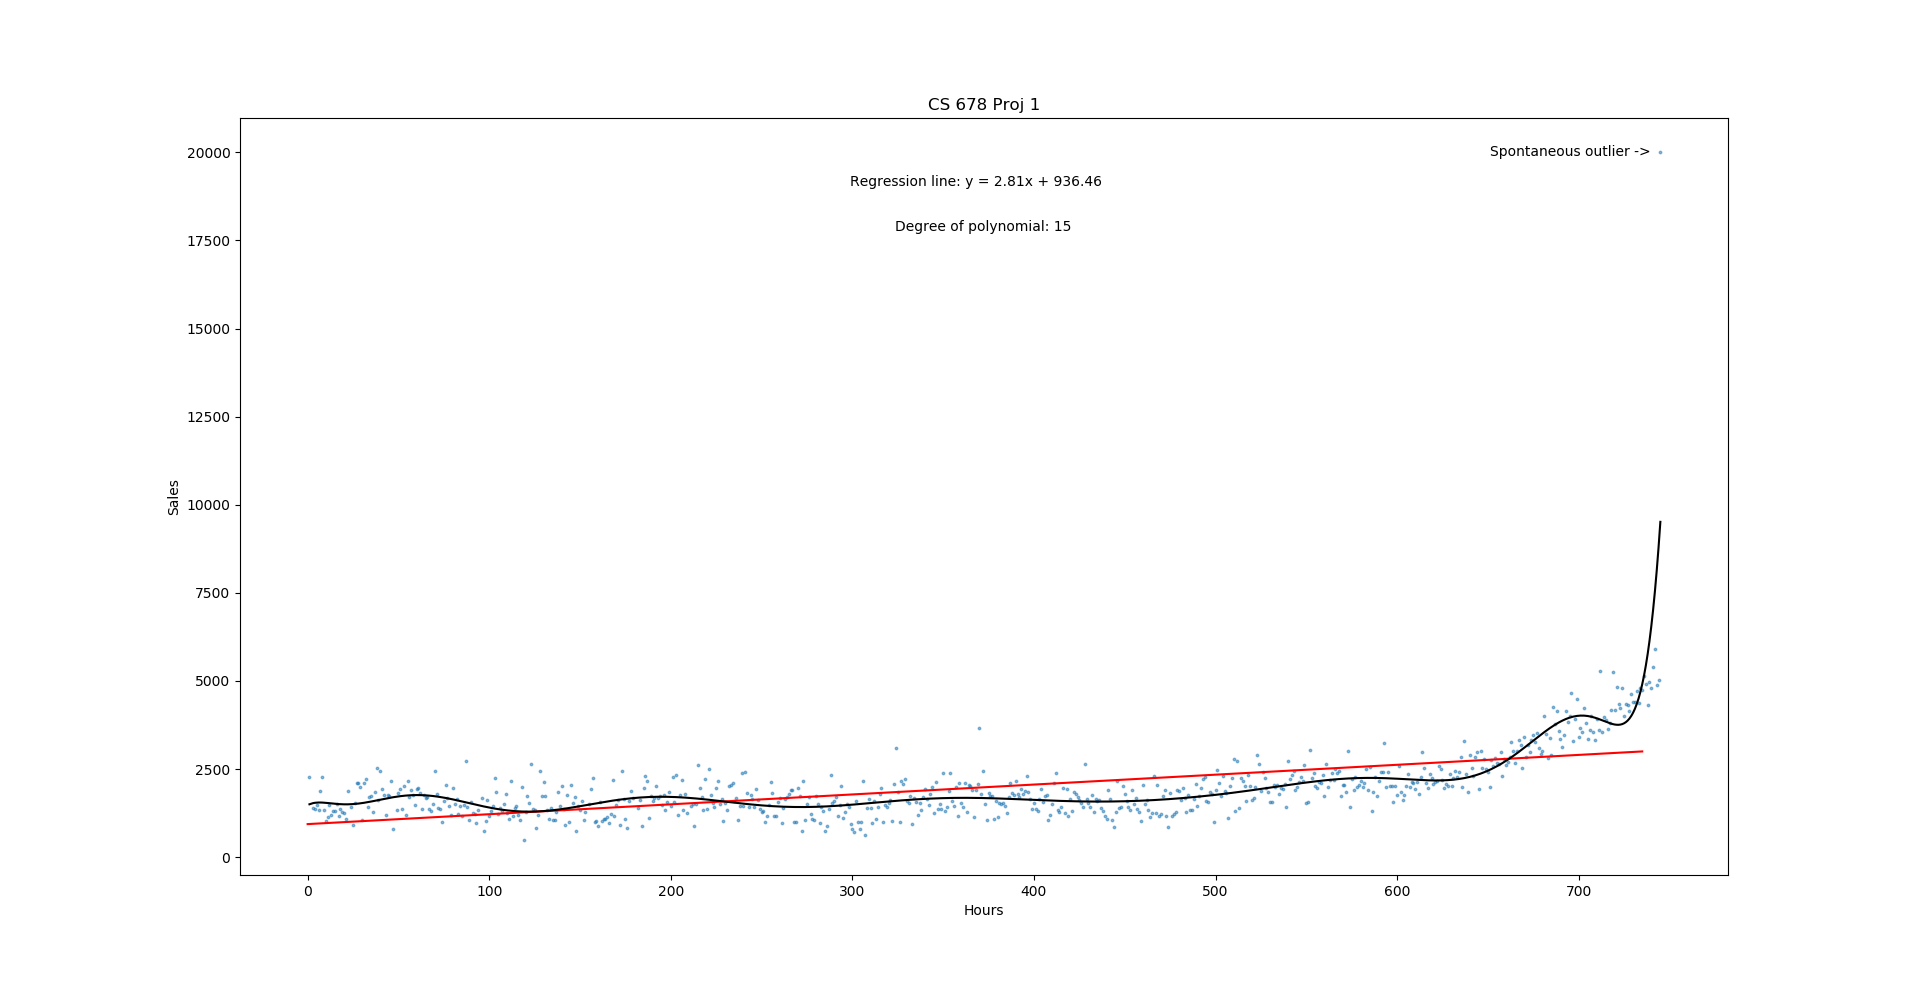 CS 678 Proj 1
20000
Spontaneous outlier ->
Regression line: y = 2.81x + 936.46
Degree of polynomial: 15
17500
15000
12500
10000
Sales
7500
5000
2500
0
0 100 200 300 400 500 600 700
Hours